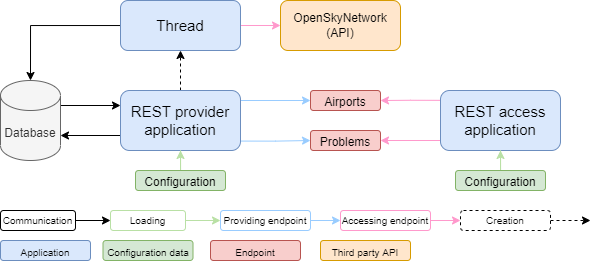 Thread
OpenSkyNetwork
(API)
Database
REST provider
application
Airports
Problems
REST access
application
Configuration
Configuration
Communication
Loading
Providing endpoint
Accessing endpoint
Creation
Application
Configuration data
Endpoint
Third party API